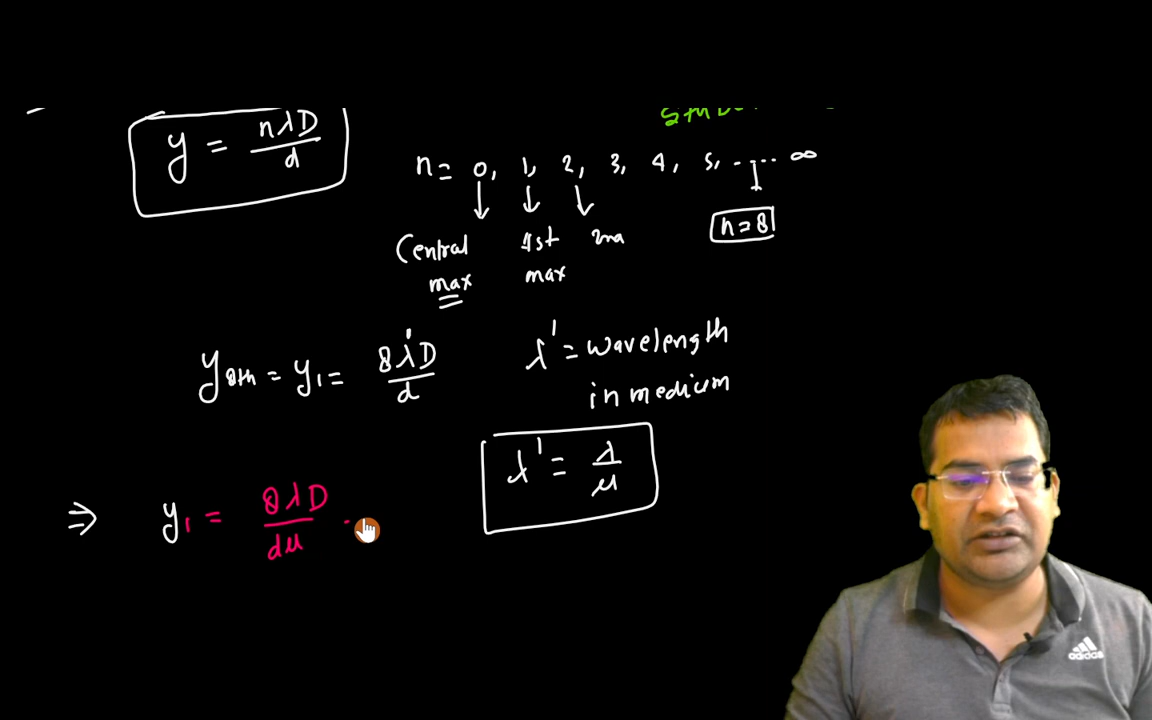 y = nλD/d
n = 0, 1, 2, 3, 4, 5, ..... ∞
Central 1st 2nd n=8
max max
y8th = y1 = 8λ'D/d
λ' = wavelength
in medium
λ' = λ/μ
⇒ y1 = 8λD/dμ
adidas